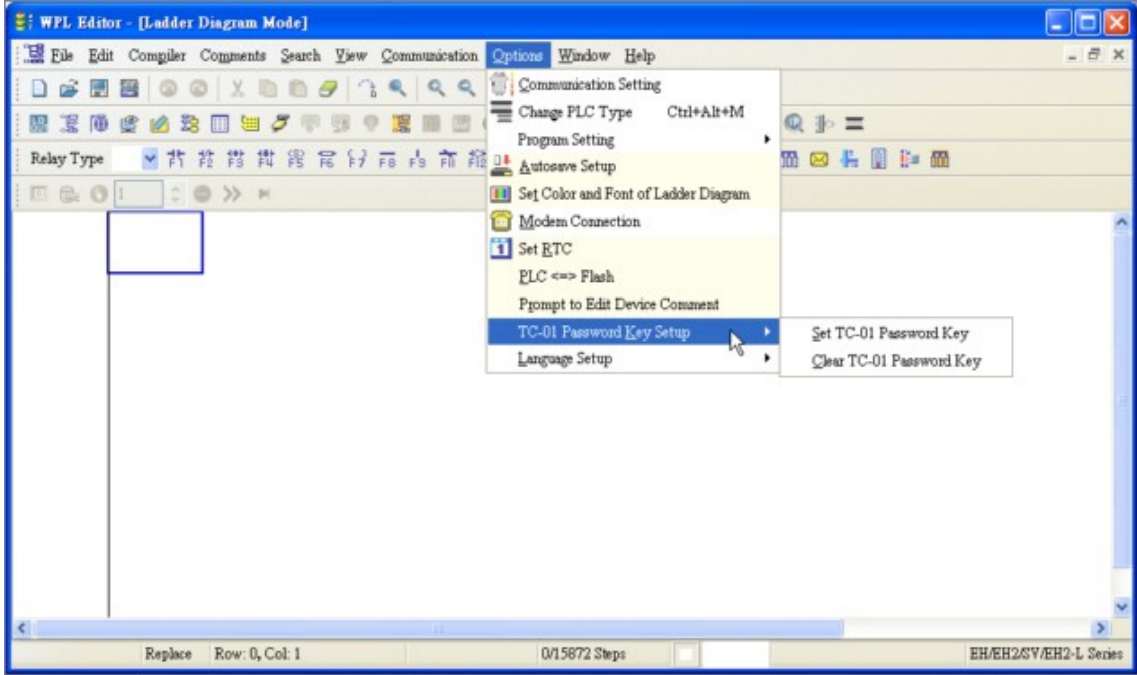 WPL Editor - [Ladder Diagram Mode]
File Edit Compiler Comments Search View Communication Options Window Help
Communication Setting
Change PLC Type Ctrl+Alt+M
Program Setting
Relay Type
Autosave Setup
1
Set Color and Font of Ladder Diagram
Modem Connection
Set RTC
PLC <=> Flash
Prompt to Edit Device Comment
TC-01 Password Key Setup
Set TC-01 Password Key
Language Setup
Clear TC-01 Password Key
Replace Row: 0, Col: 1 0/15872 Steps EH/EH2/SV/EH2-L Series